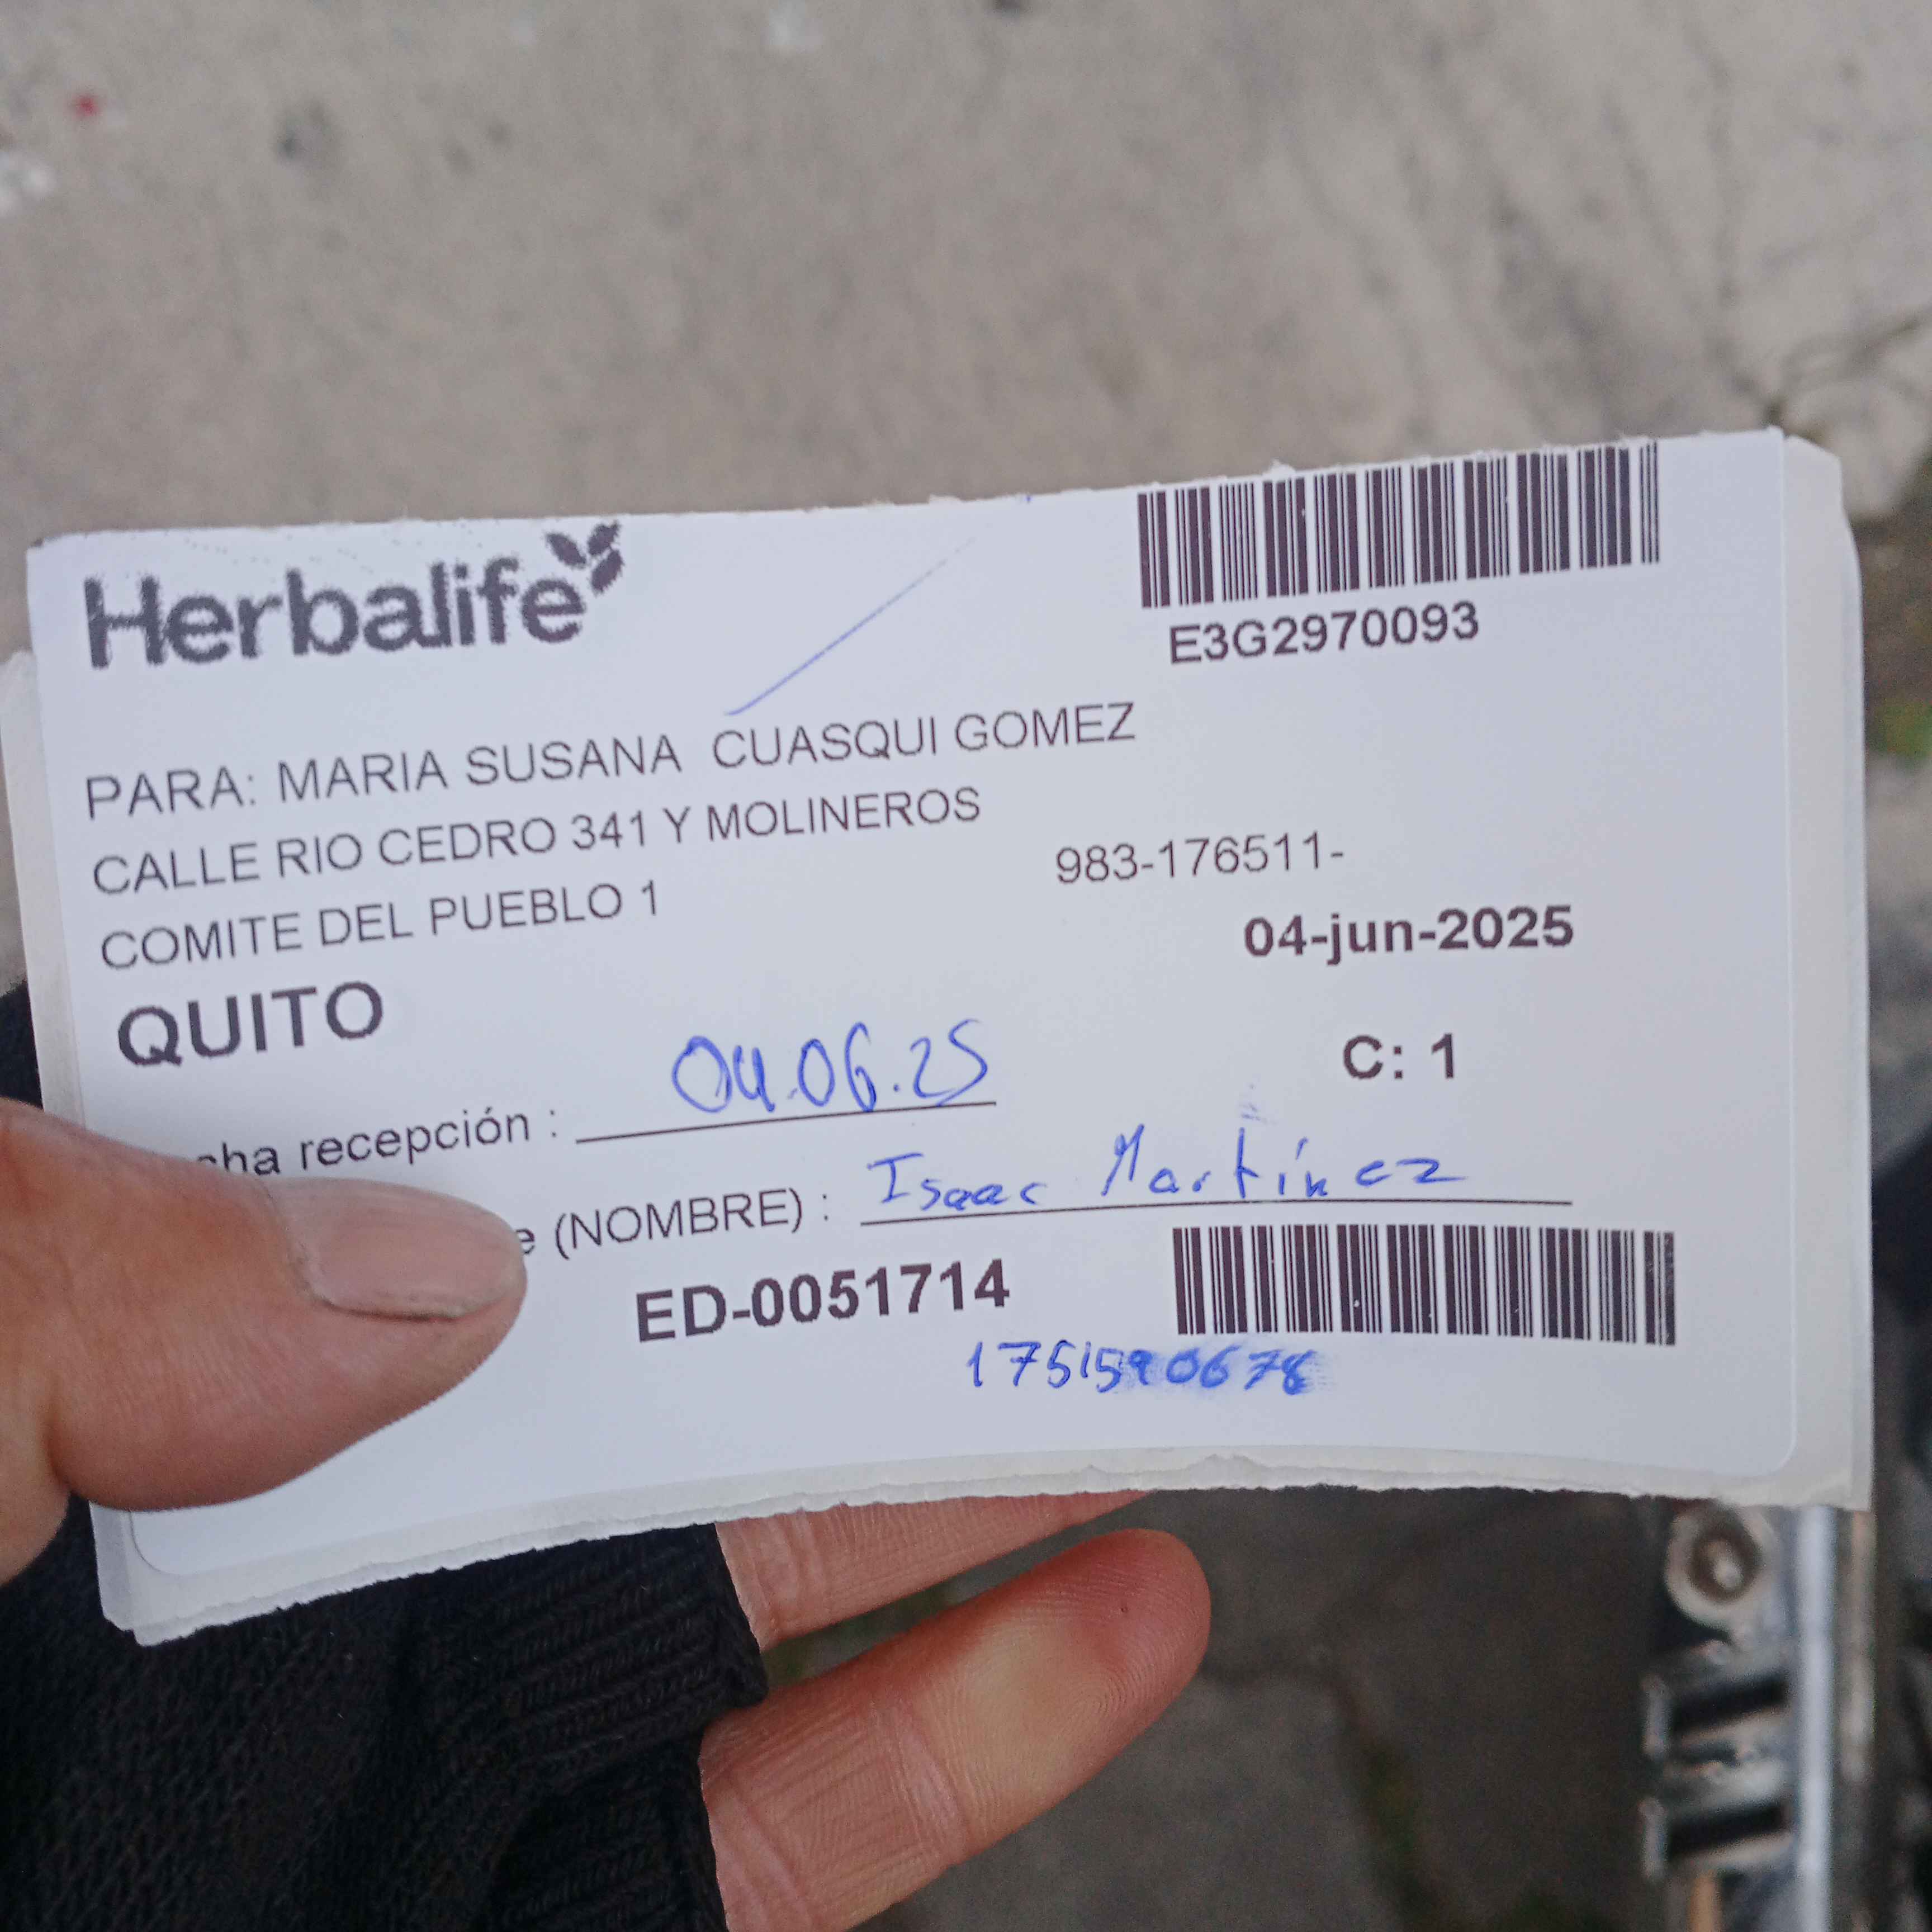 Herbalife
E3G2970093
PARA: MARIA SUSANA CUASQUI GOMEZ
CALLE RIO CEDRO 341 Y MOLINEROS
983-176511-
COMITE DEL PUEBLO 1
04-jun-2025
QUITO
C: 1
recepción : 04.06.25
(NOMBRE) : Isaac Martínez
ED-0051714
1751590678